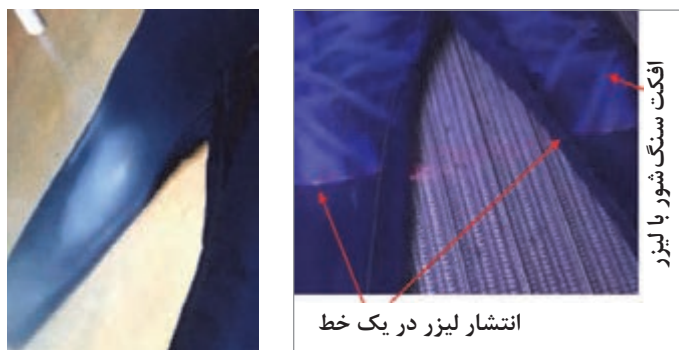 افکت سنگ شور با لیزر
انتشار لیزر در یک خط